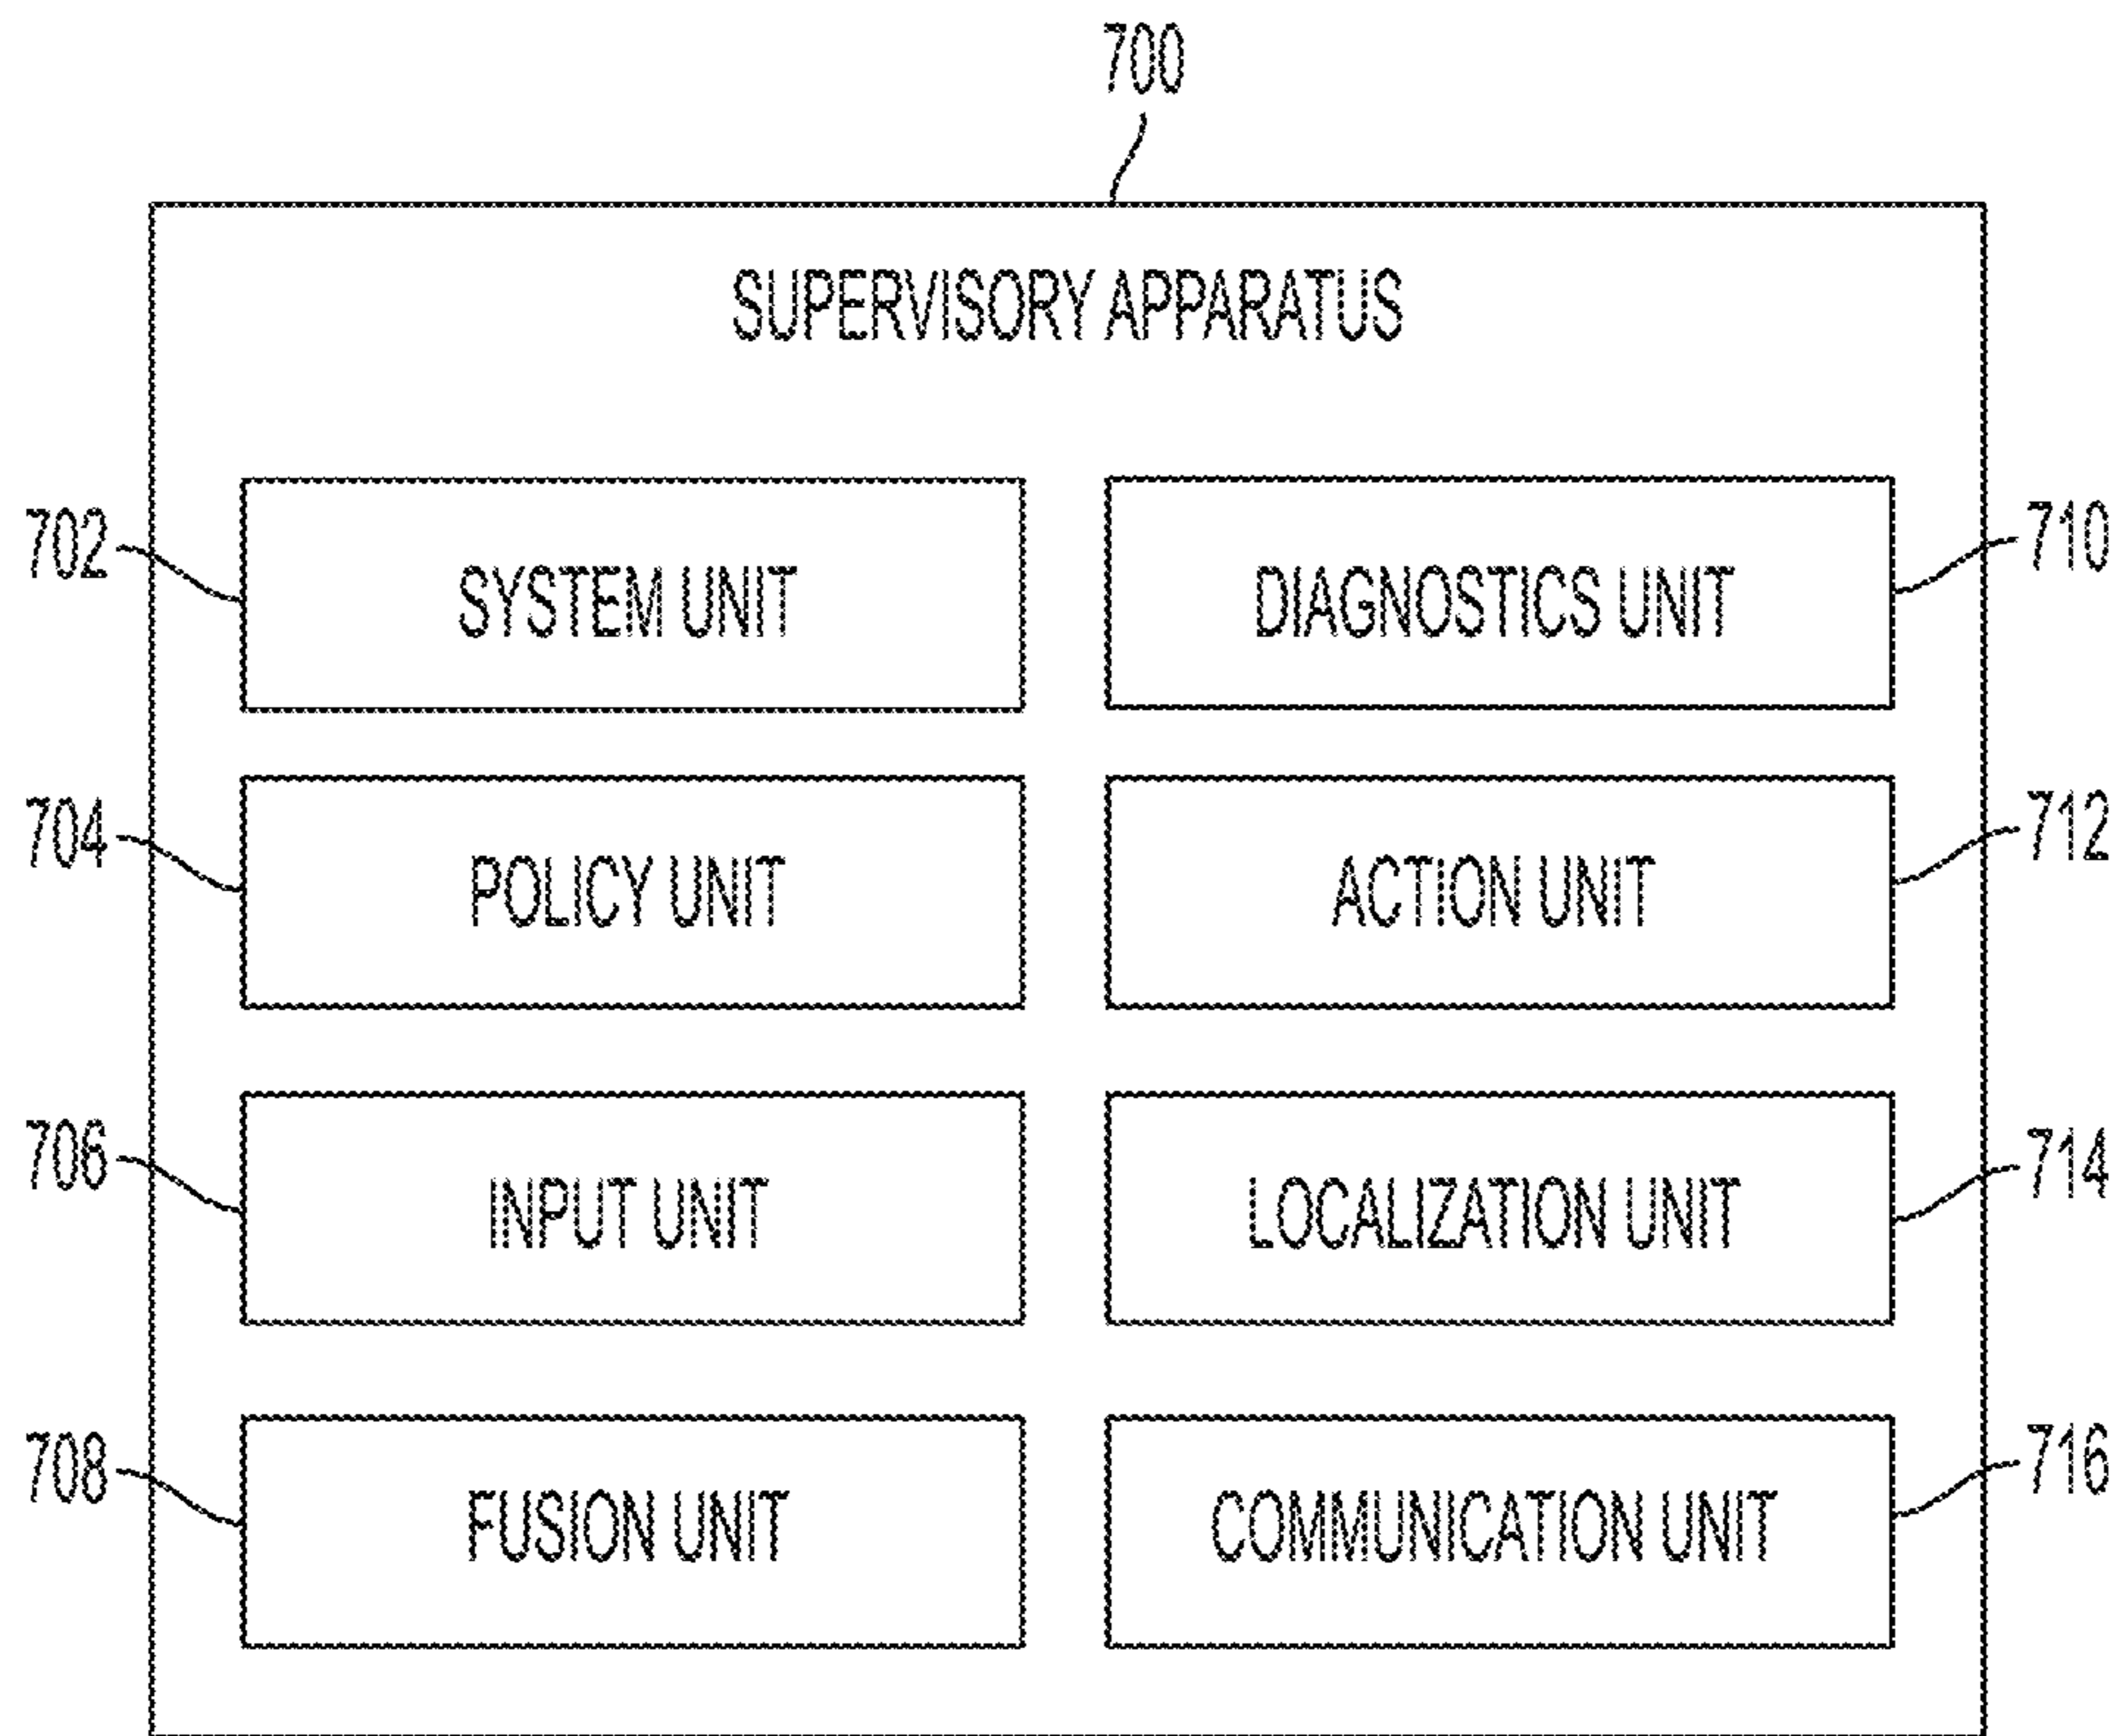 700
SUPERVISORY APPARATUS
702
SYSTEM UNIT
DIAGNOSTICS UNIT
710
704
POLICY UNIT
ACTION UNIT
712
706
INPUT UNIT
LOCALIZATION UNIT
714
708
FUSION UNIT
COMMUNICATION UNIT
716